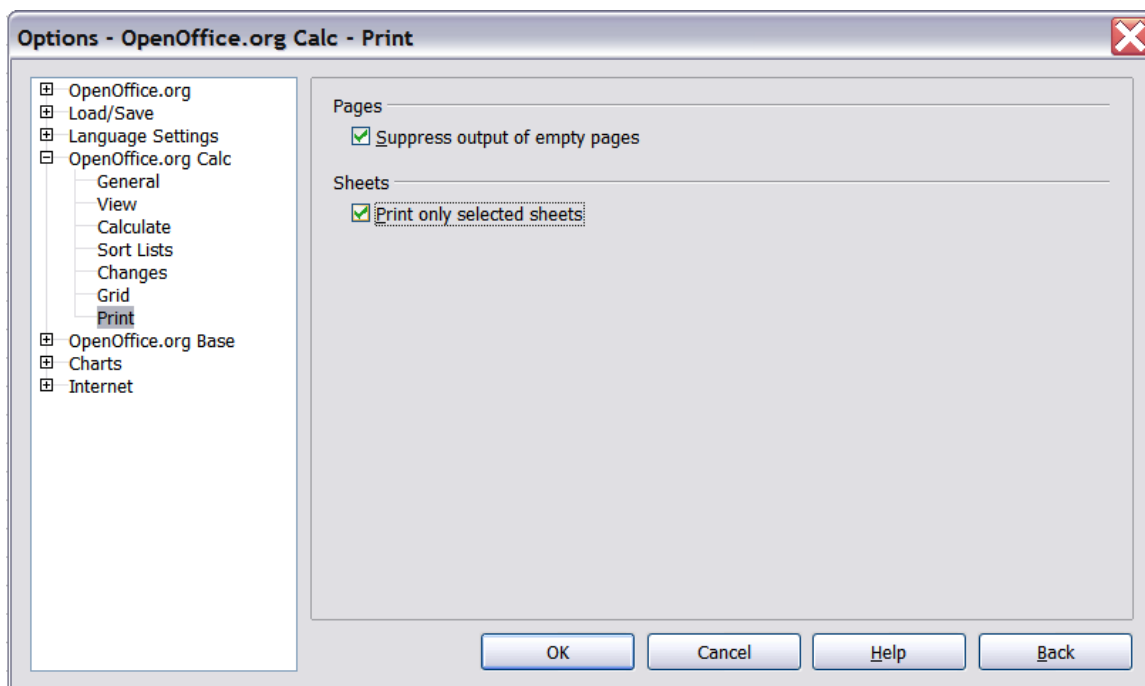 Options - OpenOffice.org Calc - Print
OpenOffice.org
Load/Save
Language Settings
OpenOffice.org Calc
General
View
Calculate
Sort Lists
Changes
Grid
Print
OpenOffice.org Base
Charts
Internet
Pages
Suppress output of empty pages
Sheets
Print only selected sheets
OK Cancel Help Back